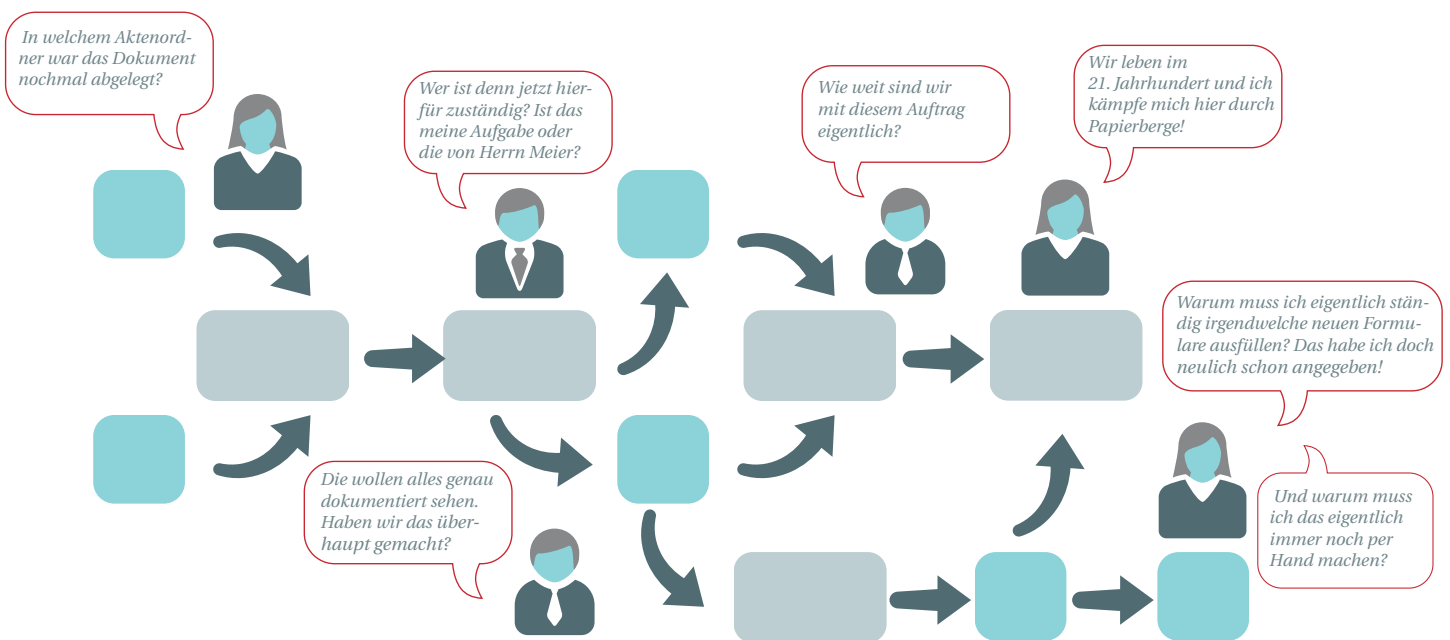 In welchem Aktenord-
ner war das Dokument
nochmal abgelegt?
Wer ist denn jetzt hier-
für zuständig? Ist das
meine Aufgabe oder
die von Herrn Meier?
Wie weit sind wir
mit diesem Auftrag
eigentlich?
Wir leben im
21. Jahrhundert und ich
kämpfe mich hier durch
Papierberge!
Warum muss ich eigentlich stän-
dig irgendwelche neuen Formu-
lare ausfüllen? Das habe ich doch
neulich schon angegeben!
Die wollen alles genau
dokumentiert sehen.
Haben wir das über-
haupt gemacht?
Und warum muss
ich das eigentlich
immer noch per
Hand machen?